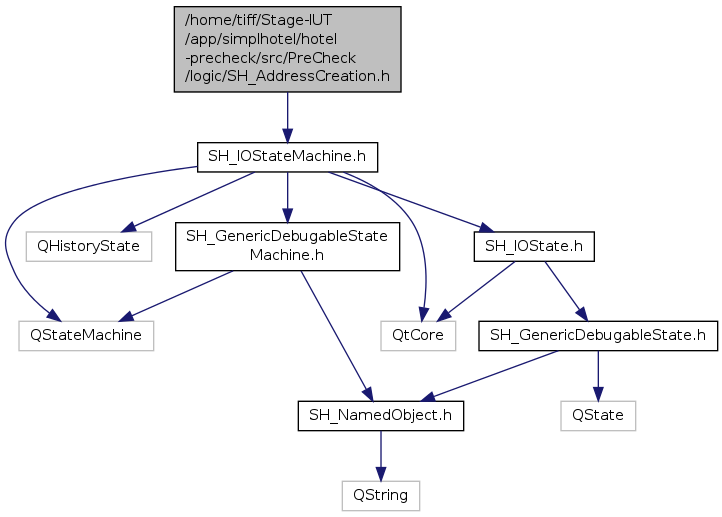 /home/tiff/Stage-IUT
/app/simplhotel/hotel
-precheck/src/PreCheck
/logic/SH_AddressCreation.h
SH_IOStateMachine.h
QHistoryState
SH_GenericDebugableState
Machine.h
SH_IOState.h
QStateMachine
QtCore
SH_GenericDebugableState.h
SH_NamedObject.h
QState
QString